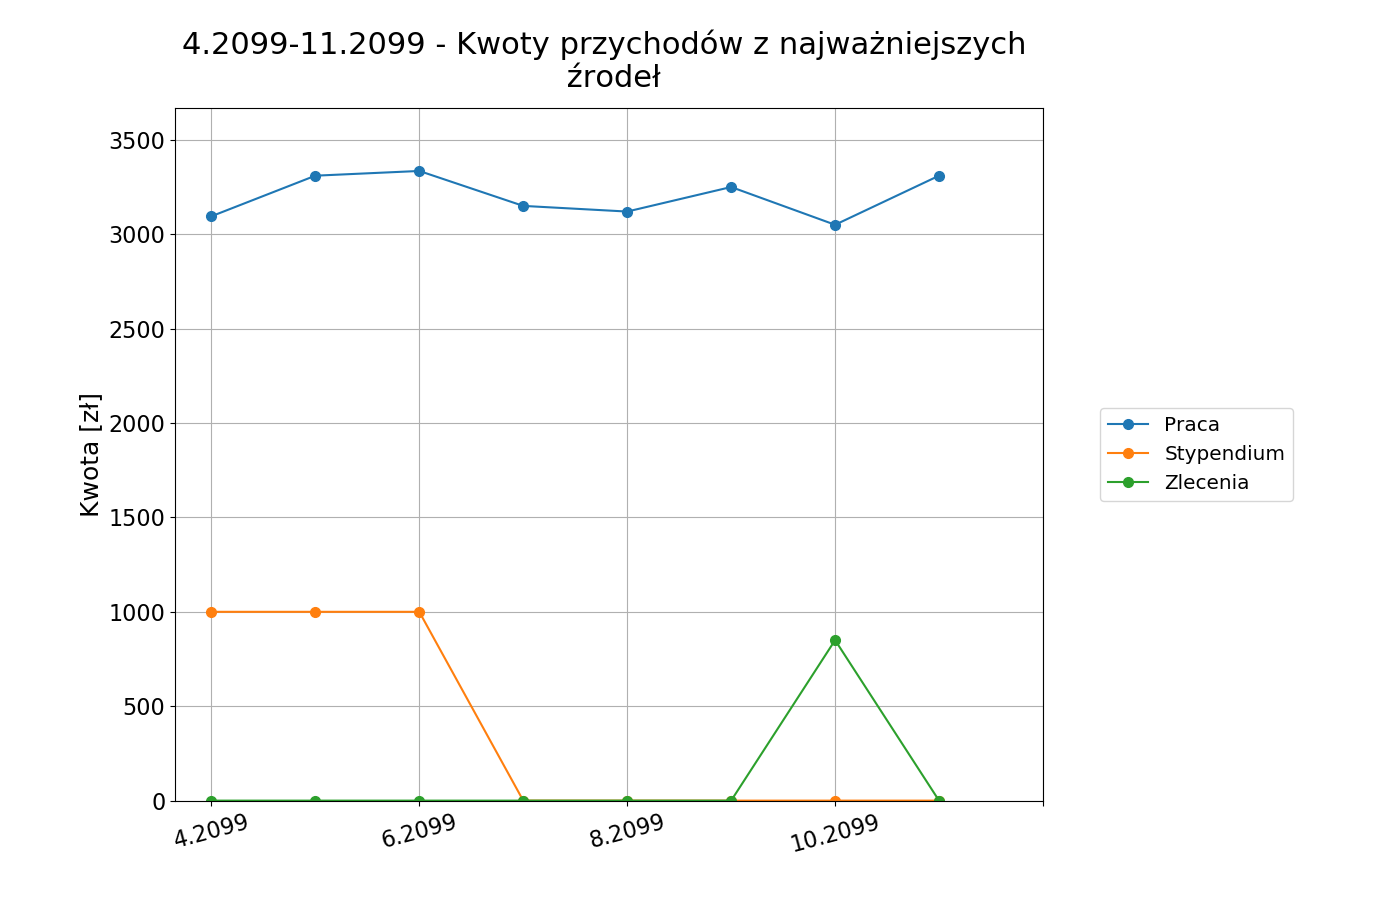 4.2099-11.2099 - Kwoty przychodów z najważniejszych
źrodeł
3500
3000
2500
2000
1500
1000
500
0
Kwota [zł]
4.2099
6.2099
8.2099
10.2099
Praca
Stypendium
Zlecenia